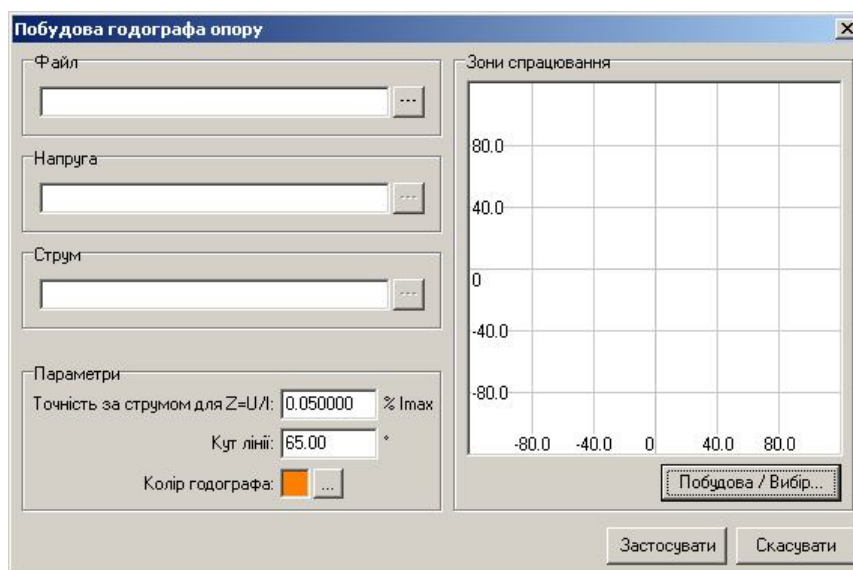 Побудова годографа опору
Файл
...
Напруга
...
Струм
...
Параметри
Точність за струмом для Z=U/I: 0.050000 % Imax
Кут лінії: 65.00 °
Колір годографа: ...
Зони спрацювання
80.0
40.0
0
-40.0
-80.0
-80.0 -40.0 0 40.0 80.0
Побудова / Вибір...
Застосувати Скасувати